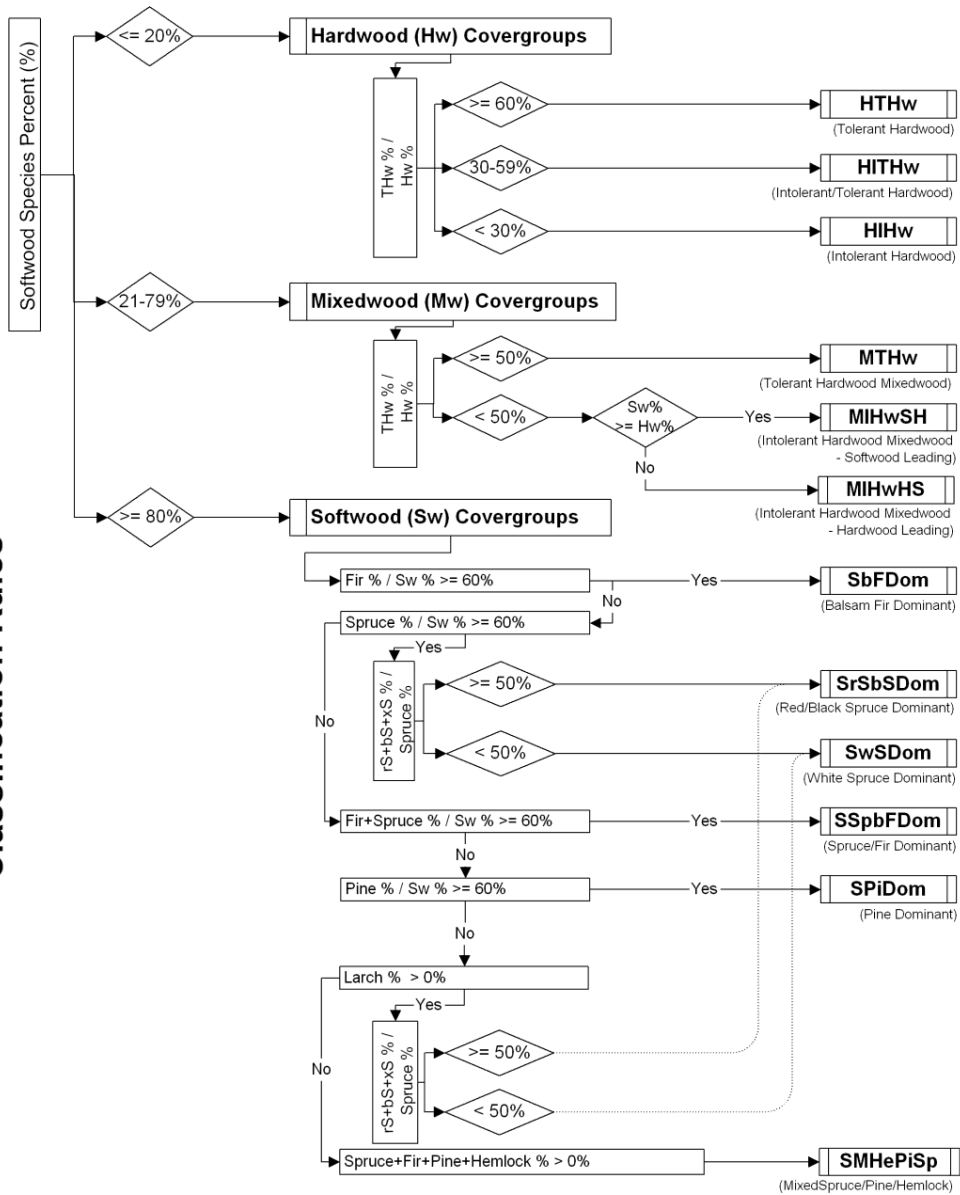 Softwood Species Percent (%)
<= 20%
Hardwood (Hw) Covergroups
THw % /
Hw %
>= 60%
HTHw
(Tolerant Hardwood)
30-59%
HITHw
(Intolerant/Tolerant Hardwood)
< 30%
HIHw
(Intolerant Hardwood)
21-79%
Mixedwood (Mw) Covergroups
THw % /
Hw %
>= 50%
MTHw
(Tolerant Hardwood Mixedwood)
< 50%
Sw%
>= Hw%
Yes
MIHwSH
(Intolerant Hardwood Mixedwood
- Softwood Leading)
No
MIHwHS
(Intolerant Hardwood Mixedwood
- Hardwood Leading)
>= 80%
Softwood (Sw) Covergroups
Fir % / Sw % >= 60%
Yes
SbFDom
(Balsam Fir Dominant)
No
Spruce % / Sw % >= 60%
Yes
rS+bS+xS % /
Spruce %
>= 50%
SrSbSDom
(Red/Black Spruce Dominant)
< 50%
SwSDom
(White Spruce Dominant)
No
Fir+Spruce % / Sw % >= 60%
Yes
SSpbFDom
(Spruce/Fir Dominant)
No
Pine % / Sw % >= 60%
Yes
SPiDom
(Pine Dominant)
No
Larch % > 0%
Yes
rS+bS+xS % /
Spruce %
>= 50%
< 50%
No
Spruce+Fir+Pine+Hemlock % > 0%
SMHePiSp
(MixedSpruce/Pine/Hemlock)